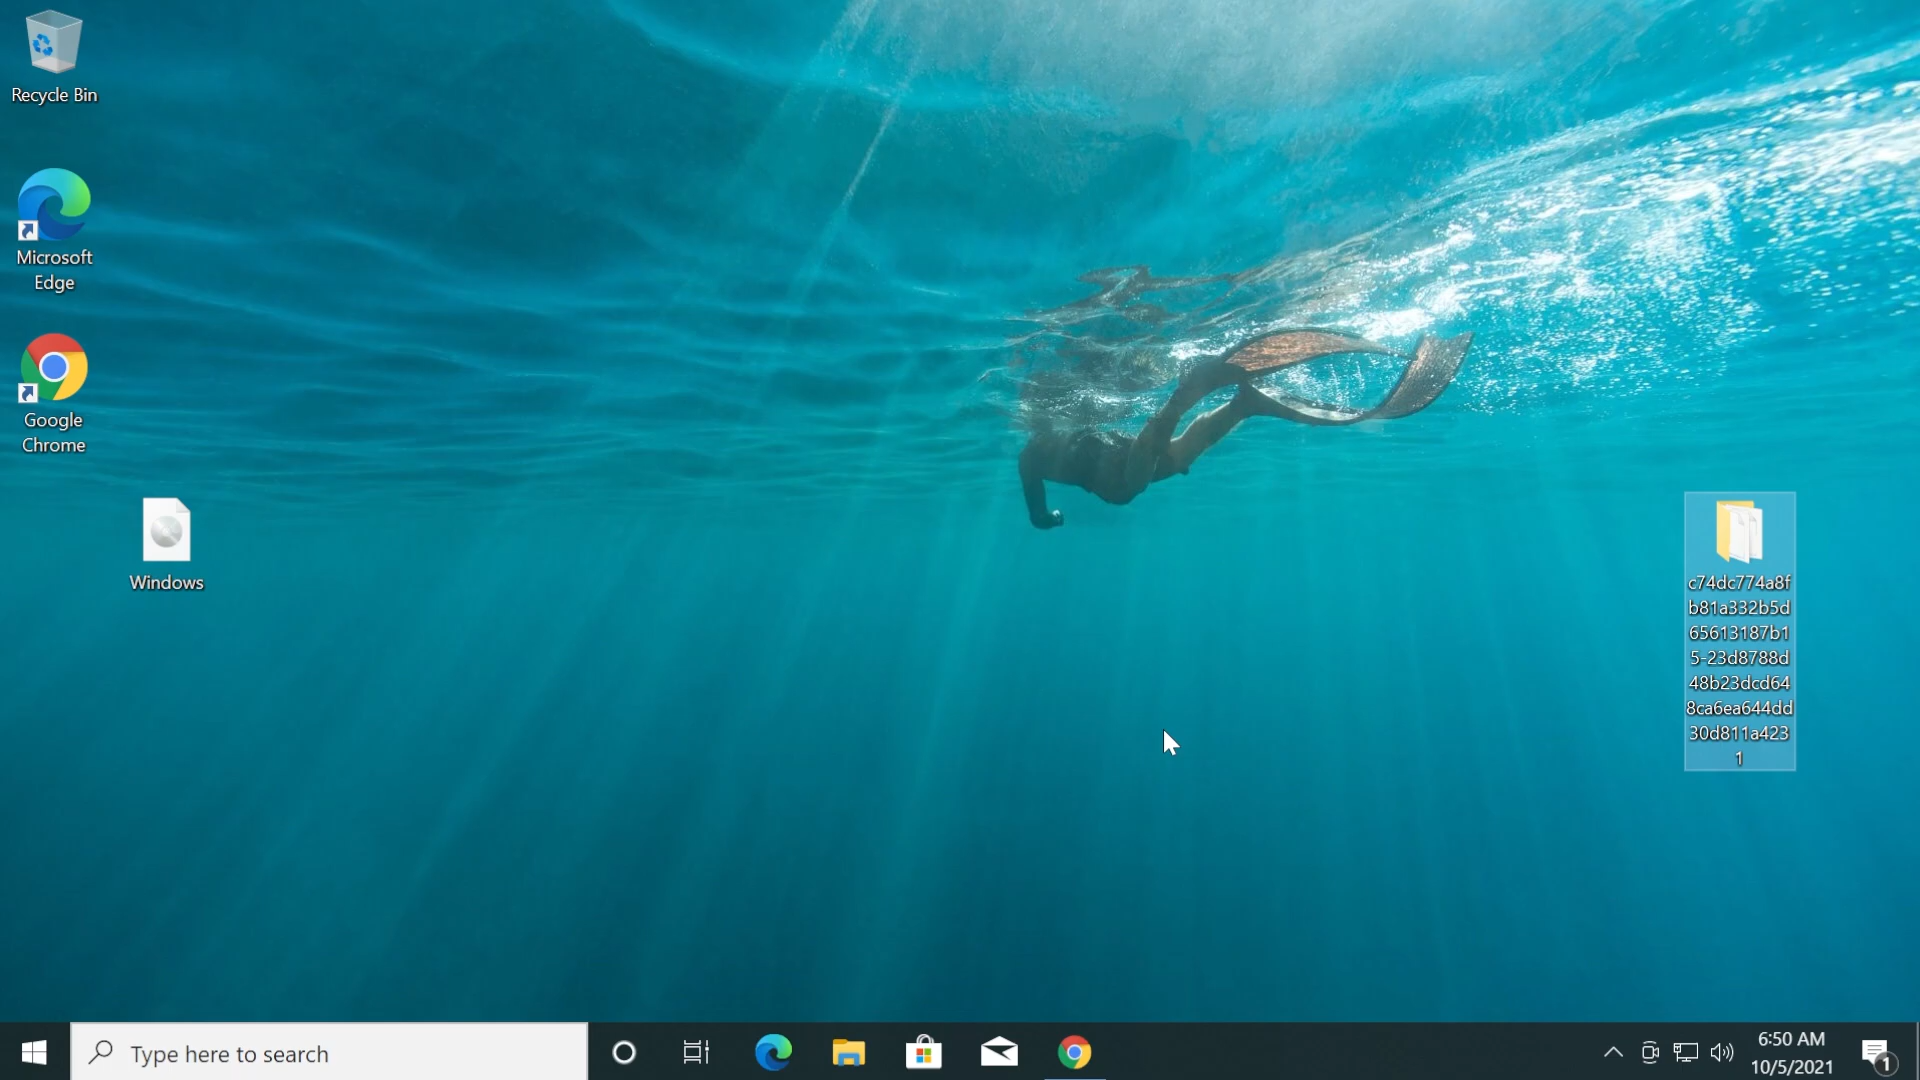 Recycle Bin
Microsoft
Edge
Google
Chrome
Windows
c74dc774a8f
b81a332b5d
65613187b1
5-23d8788d
48b23dcd64
8ca6ea644dd
30d811a423
1
Type here to search
6:50 AM
10/5/2021
1